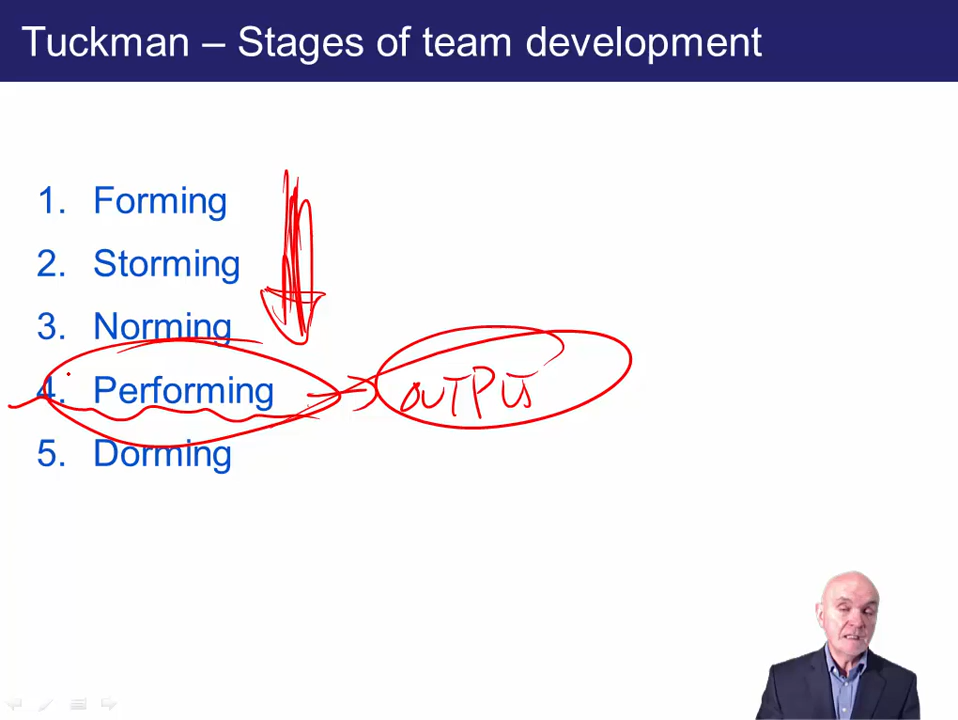 Tuckman – Stages of team development
1. Forming
2. Storming
3. Norming
4. Performing
OUTPUT
5. Dorming